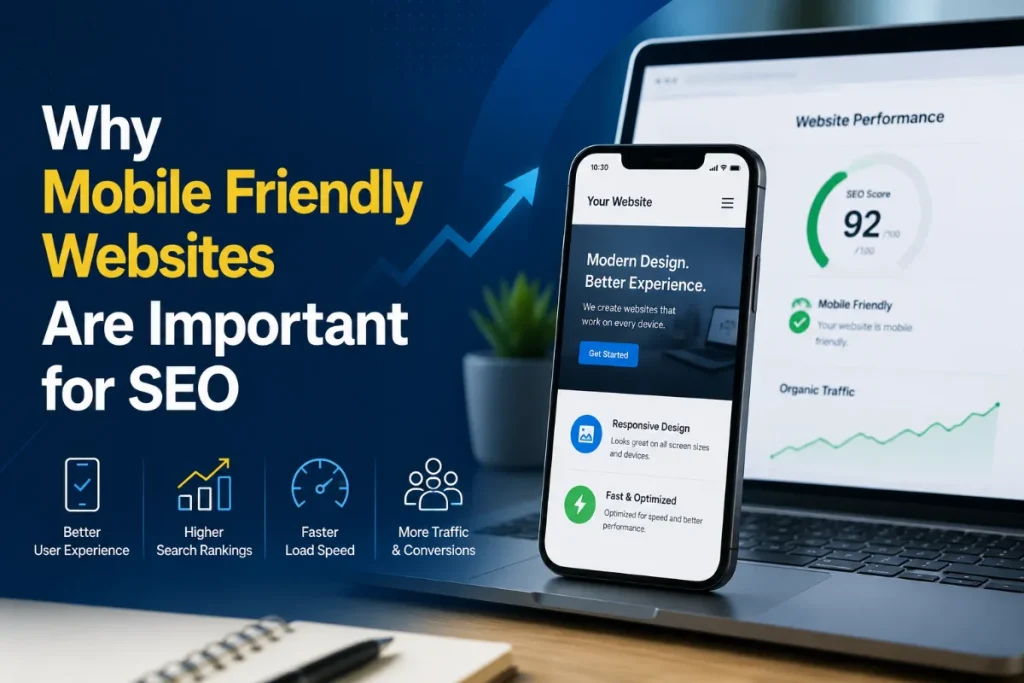 Why
Mobile Friendly
Websites
Are Important
for SEO
Better
User Experience
Higher
Search Rankings
Faster
Load Speed
More Traffic
& Conversions
10:30
Your Website
Modern Design.
Better Experience.
We create websites that
work on every device.
Get Started
Responsive Design
Looks great on all screen sizes
and devices.
Fast & Optimized
Optimized for speed and better
performance.
Website Performance
SEO Score
92 /100
/100
Mobile Friendly
Your website is mobile
friendly.
Organic Traffic